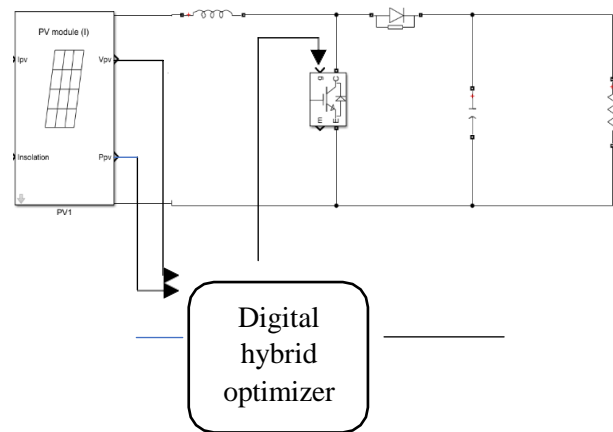 PV module (I)
Ipv
Vpv
Insolation
Ppv
PV1
g
C
m
E
Digital
hybrid
optimizer